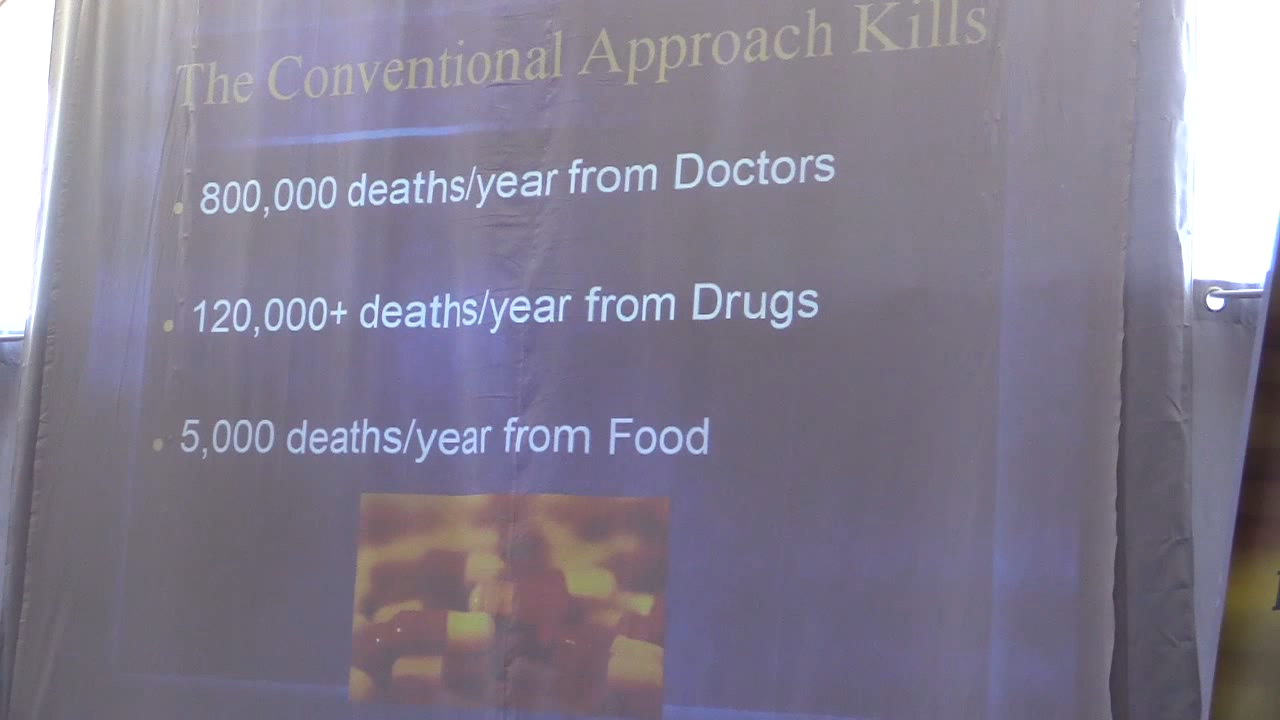 The Conventional Approach Kills
• 800,000 deaths/year from Doctors
• 120,000+ deaths/year from Drugs
• 5,000 deaths/year from Food